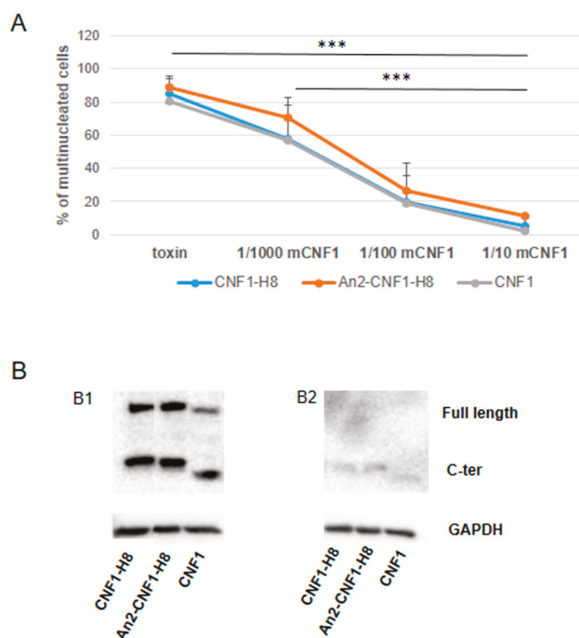 A
% of multinucleated cells
120
100
80
60
40
20
0
***
***
toxin 1/1000 mCNF1 1/100 mCNF1 1/10 mCNF1
CNF1-H8 An2-CNF1-H8 CNF1
B
B1 B2
Full length
C-ter
GAPDH
CNF1-H8 An2-CNF1-H8 CNF1 CNF1-H8 An2-CNF1-H8 CNF1